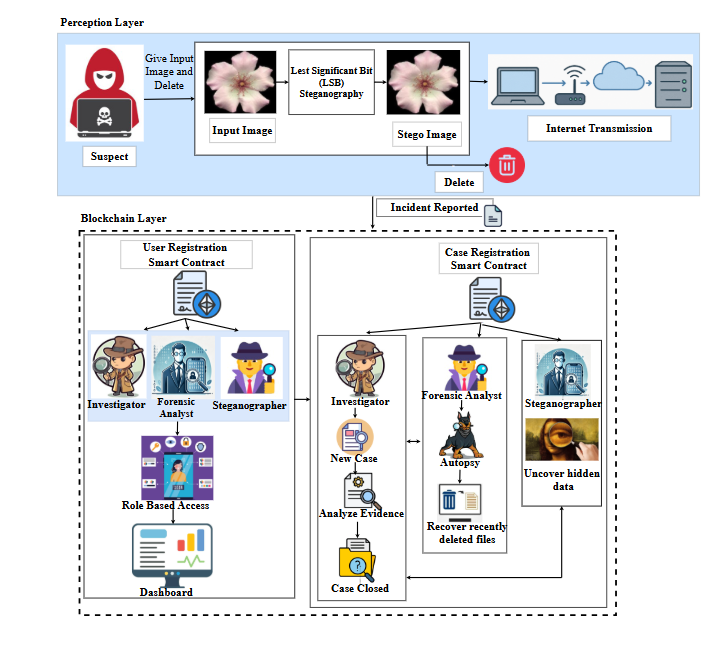 Perception Layer
Give Input
Image and
Delete
Suspect
Input Image
Lest Significant Bit
(LSB)
Steganography
Stego Image
Internet Transmission
Delete
Incident Reported
Blockchain Layer
User Registration
Smart Contract
Investigator
Forensic
Analyst
Steganographer
Role Based Access
Dashboard
Case Registration
Smart Contract
Investigator
New Case
Analyze Evidence
Case Closed
Forensic Analyst
Autopsy
Recover recently
deleted files
Steganographer
Uncover hidden
data